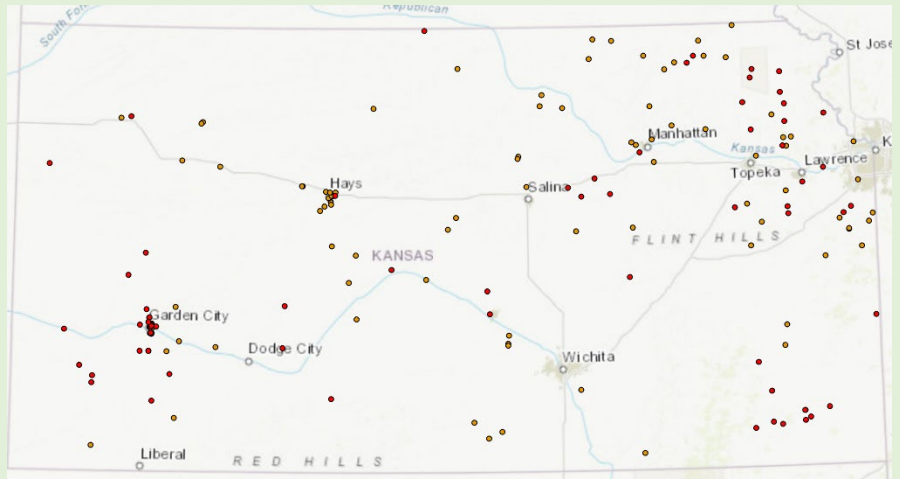 South For
Republican
St Jose
Manhattan
Kansas
K
Topeka
Lawrence
Hays
Salina
FLINT HILLS
KANSAS
Garden City
Dodge City
Wichita
Liberal
RED HILLS